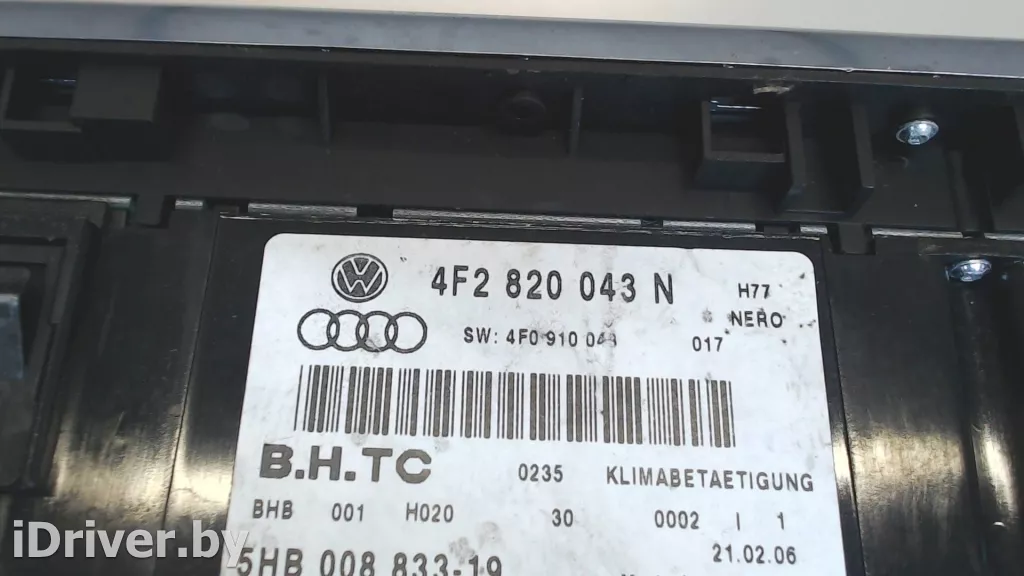 4F2 820 043 N H77
NERO
SW: 4F0 910 043 017
B.H.TC 0235 KLIMABETAETIGUNG
BHB 001 H020 30 0002 I 1
21.02.06
5HB 008 833-19
iDriver.by